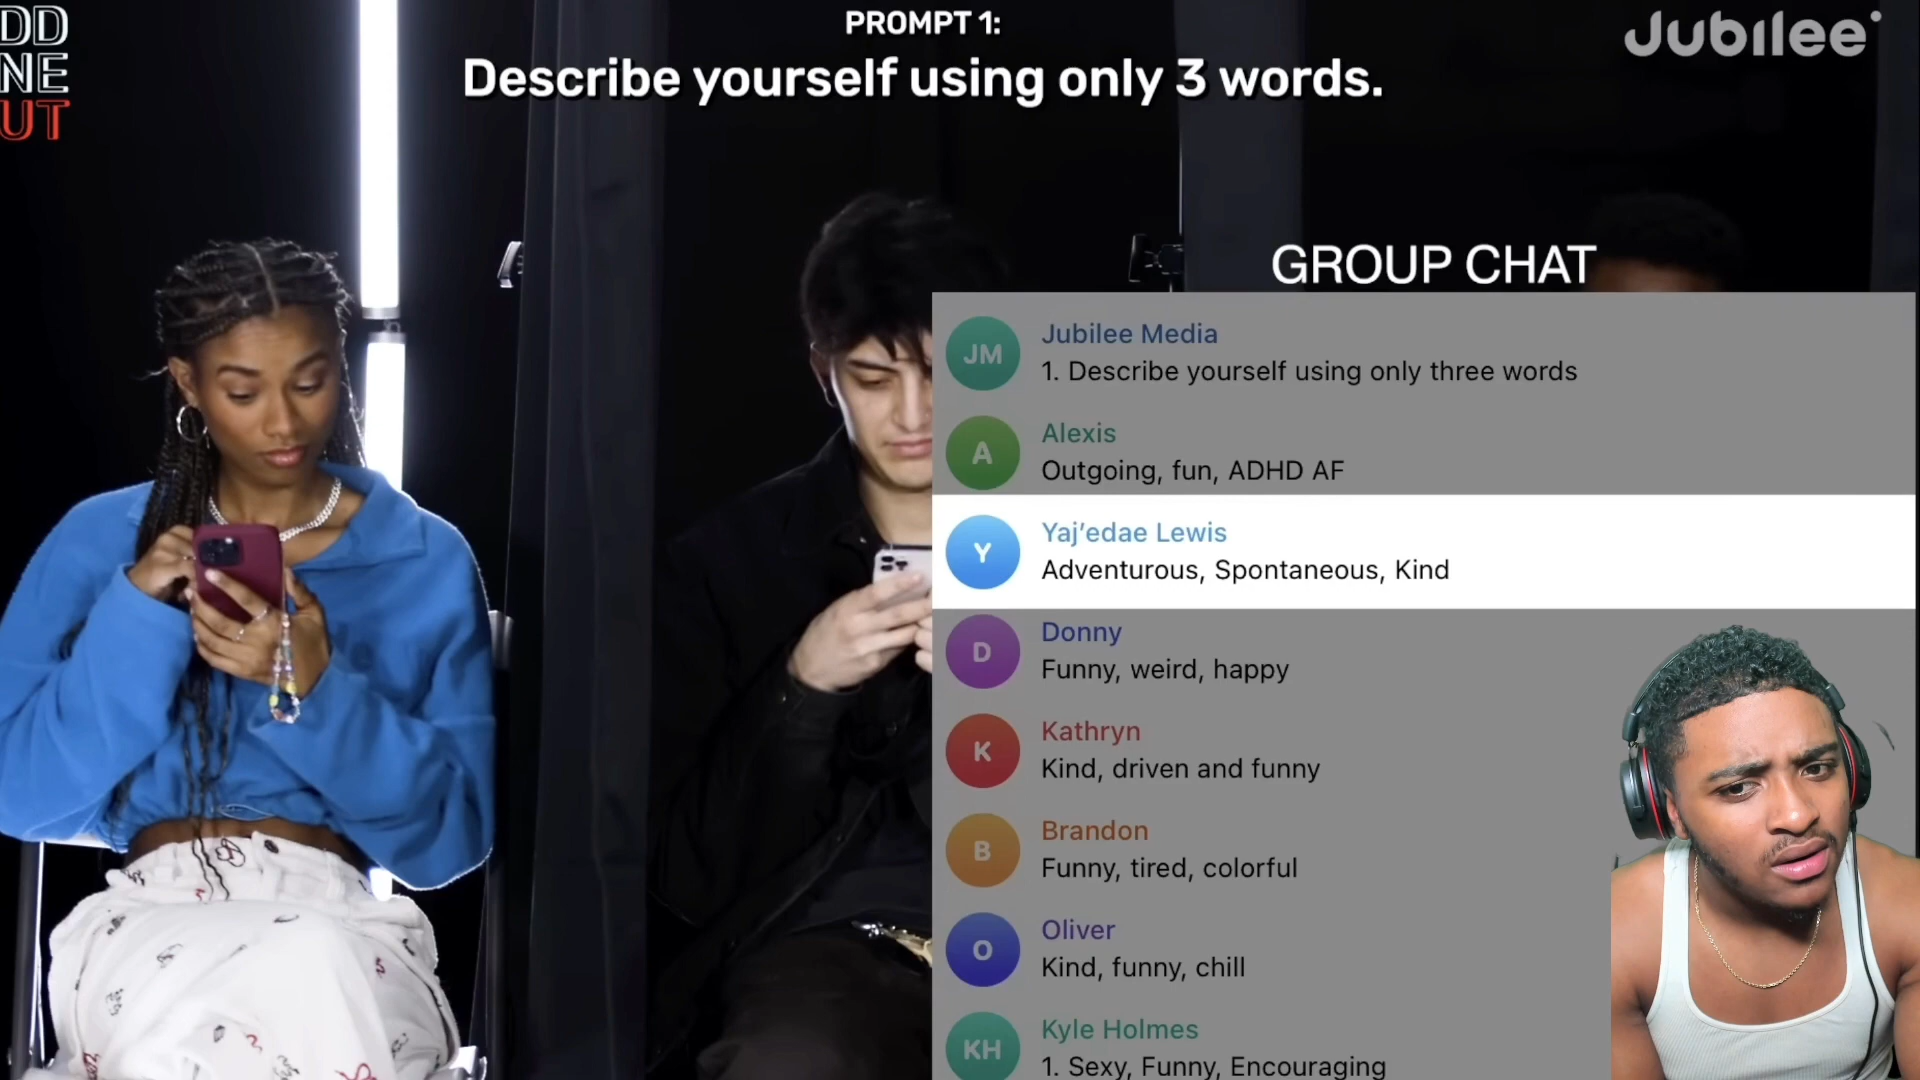 DD
NE
UT
PROMPT 1:
Describe yourself using only 3 words.
Jubilee
GROUP CHAT
JM
Jubilee Media
1. Describe yourself using only three words
A
Alexis
Outgoing, fun, ADHD AF
Y
Yaj’edae Lewis
Adventurous, Spontaneous, Kind
D
Donny
Funny, weird, happy
K
Kathryn
Kind, driven and funny
B
Brandon
Funny, tired, colorful
O
Oliver
Kind, funny, chill
KH
Kyle Holmes
1. Sexy, Funny, Encouraging